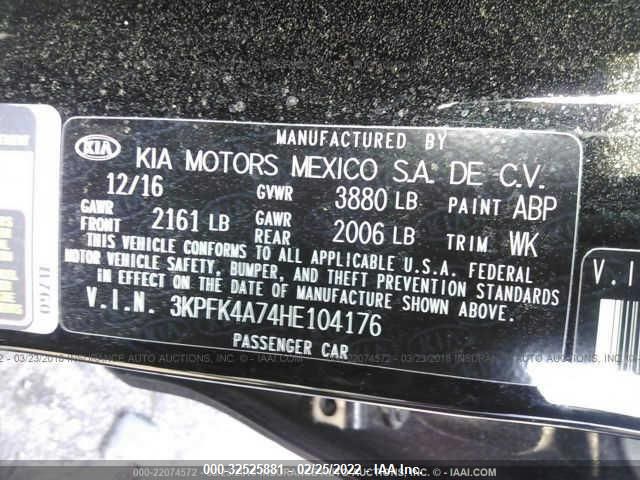 MANUFACTURED BY
KIA
KIA MOTORS MEXICO S.A. DE C.V.
12/16 GVWR 3880 LB PAINT ABP
GAWR FRONT 2161 LB GAWR REAR 2006 LB TRIM WK
THIS VEHICLE CONFORMS TO ALL APPLICABLE U.S.A. FEDERAL
MOTOR VEHICLE SAFETY, BUMPER, AND THEFT PREVENTION STANDARDS
IN EFFECT ON THE DATE OF MANUFACTURE SHOWN ABOVE.
V.I.N. 3KPFK4A74HE104176
PASSENGER CAR
V.I
000-32525881 - 02/25/2022 - IAA Inc.